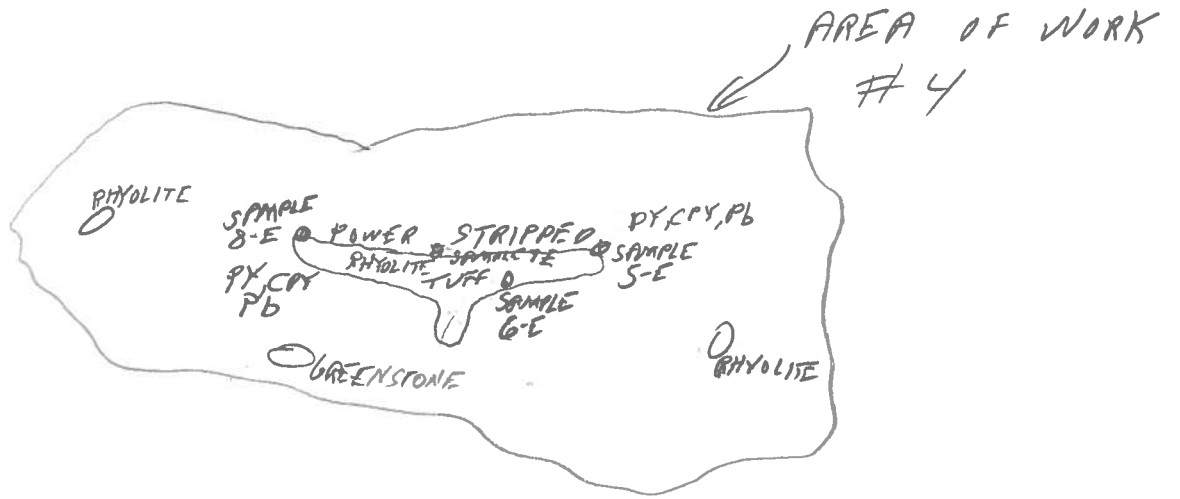 AREA OF WORK
# 4
RHYOLITE
SAMPLE
8-E
POWER STRIPPED
PY, CPY, Pb
SAMPLE
5-E
RHYOLITE
TUFF
SAMPLE 7E
PY, CPY
Pb
SAMPLE
6-E
GREENSTONE
RHYOLITE